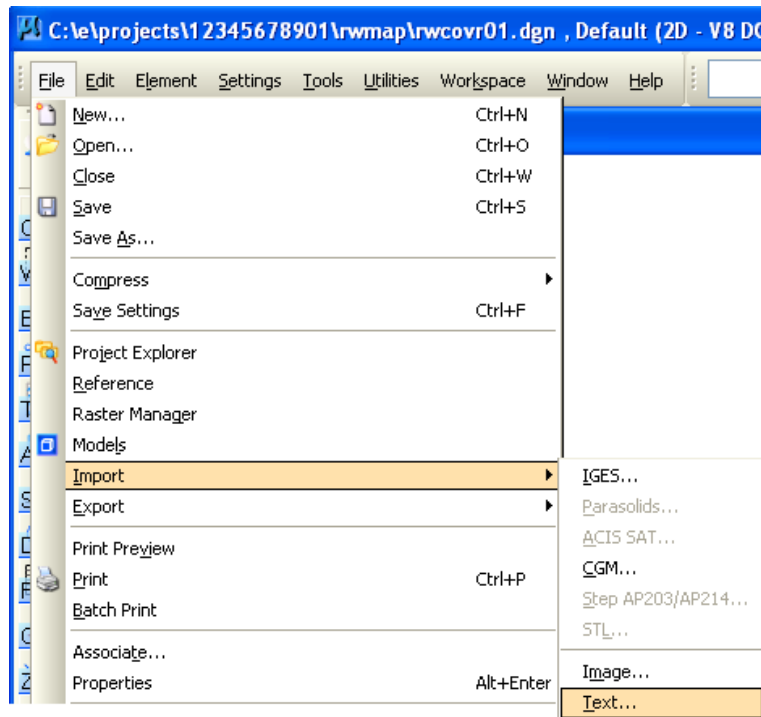 C:\e\projects\12345678901\rwmap\rwcovr01.dgn , Default (2D - V8 DG
File Edit Element Settings Tools Utilities Workspace Window Help
New... Ctrl+N
Open... Ctrl+O
Close Ctrl+W
Save Ctrl+S
Save As...
Compress
Save Settings Ctrl+F
Project Explorer
Reference
Raster Manager
Models
Import
IGES...
Export
Parasolids...
ACIS SAT...
Print Preview
CGM...
Print Ctrl+P
Step AP203/AP214...
Batch Print
STL...
Associate...
Image...
Properties Alt+Enter
Text...